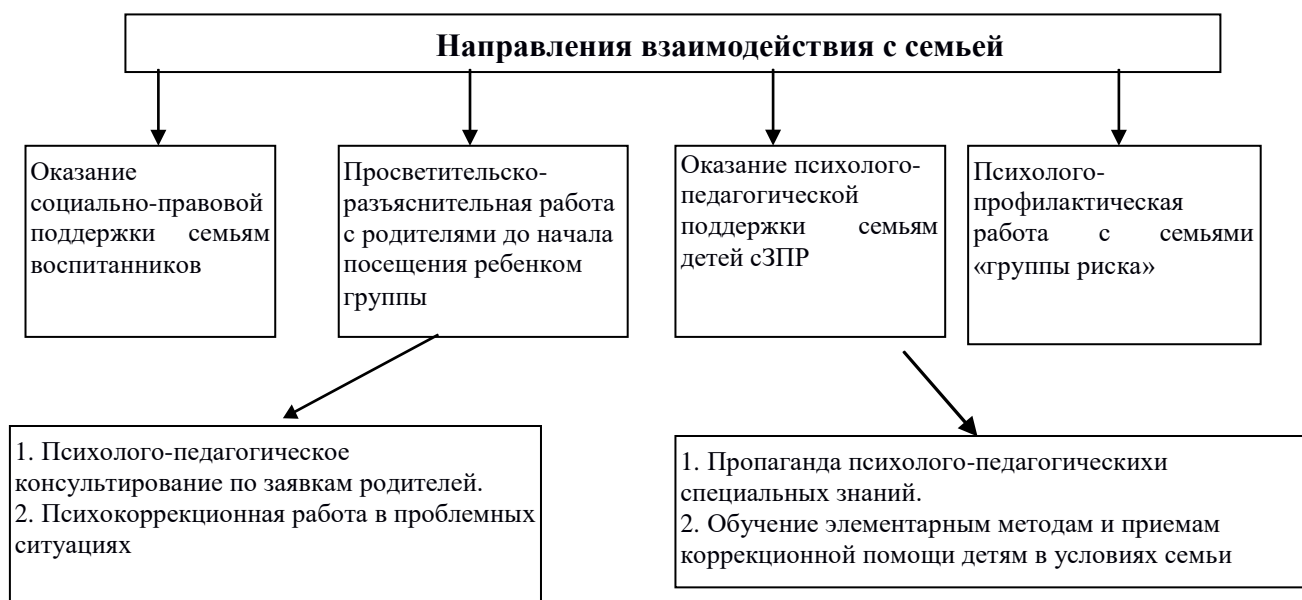 Направления взаимодействия с семьей
Оказание
социально-правовой
поддержки семьям
воспитанников
Просветительско-
разъяснительная работа
с родителями до начала
посещения ребенком
группы
Оказание психолого-
педагогической
поддержки семьям
детей сЗПР
Психолого-
профилактическая
работа с семьями
«группы риска»
1. Психолого-педагогическое
консультирование по заявкам родителей.
2. Психокоррекционная работа в проблемных
ситуациях
1. Пропаганда психолого-педагогическихи
специальных знаний.
2. Обучение элементарным методам и приемам
коррекционной помощи детям в условиях семьи